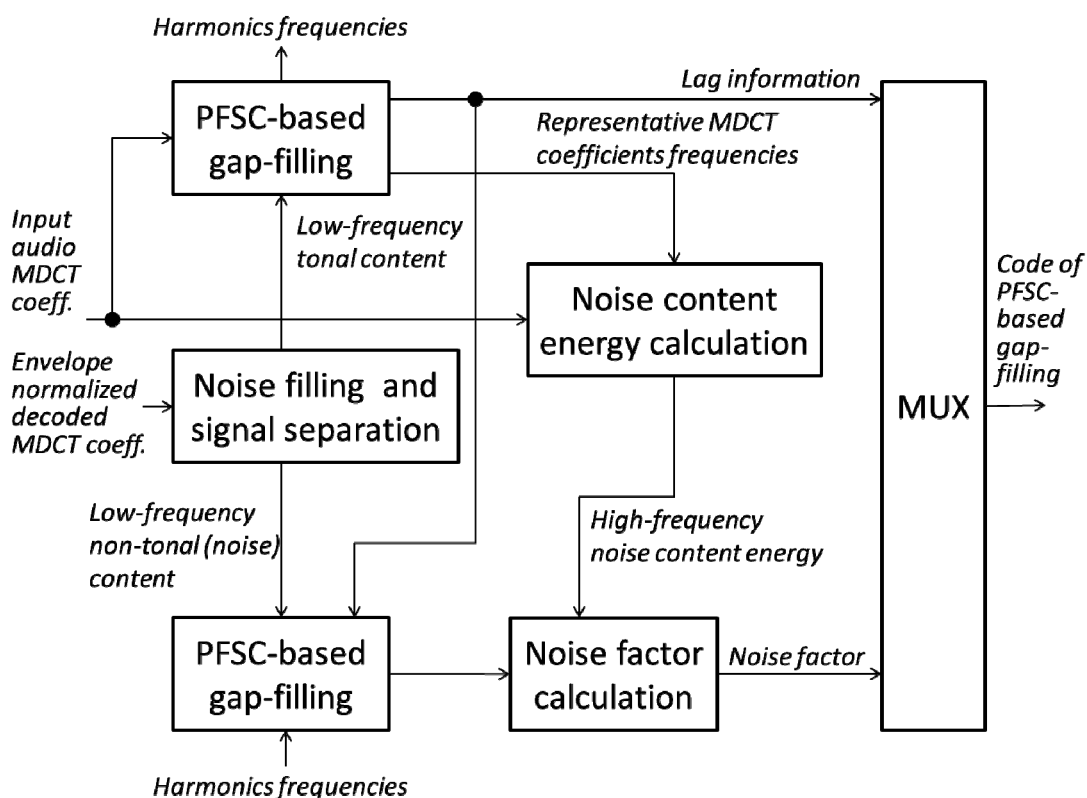 Harmonics frequencies
PFSC-based
gap-filling
Lag information
Representative MDCT
coefficients frequencies
Input
audio
MDCT
coeff.
Low-frequency
tonal content
Noise content
energy calculation
Code of
PFSC-
based
gap-
filling
Envelope
normalized
decoded
MDCT coeff.
Noise filling and
signal separation
MUX
Low-frequency
non-tonal (noise)
content
High-frequency
noise content energy
PFSC-based
gap-filling
Noise factor
calculation
Noise factor
Harmonics frequencies